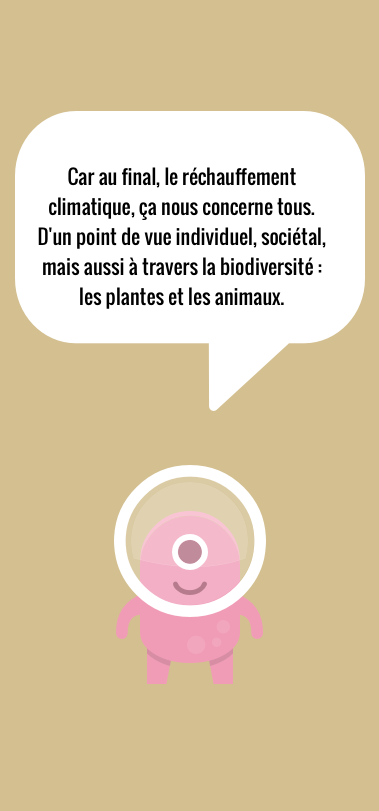 Car au final, le réchauffement
climatique, ça nous concerne tous.
D'un point de vue individuel, sociétal,
mais aussi à travers la biodiversité :
les plantes et les animaux.